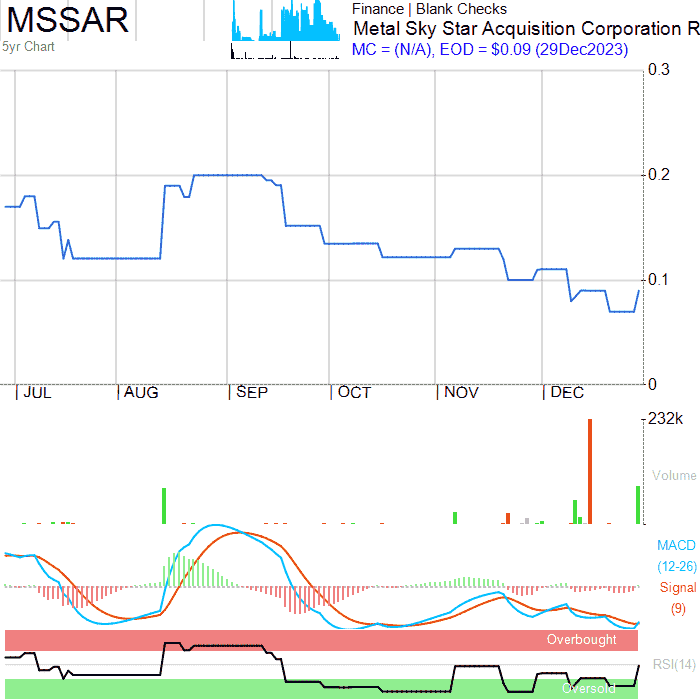 MSSAR
5yr Chart
Finance | Blank Checks
Metal Sky Star Acquisition Corporation R
MC = (N/A), EOD = $0.09 (29Dec2023)
0.3
0.2
0.1
0
JUL AUG SEP OCT NOV DEC
232k
Volume
MACD
(12-26)
Signal
(9)
Overbought
RSI(14)
Oversold